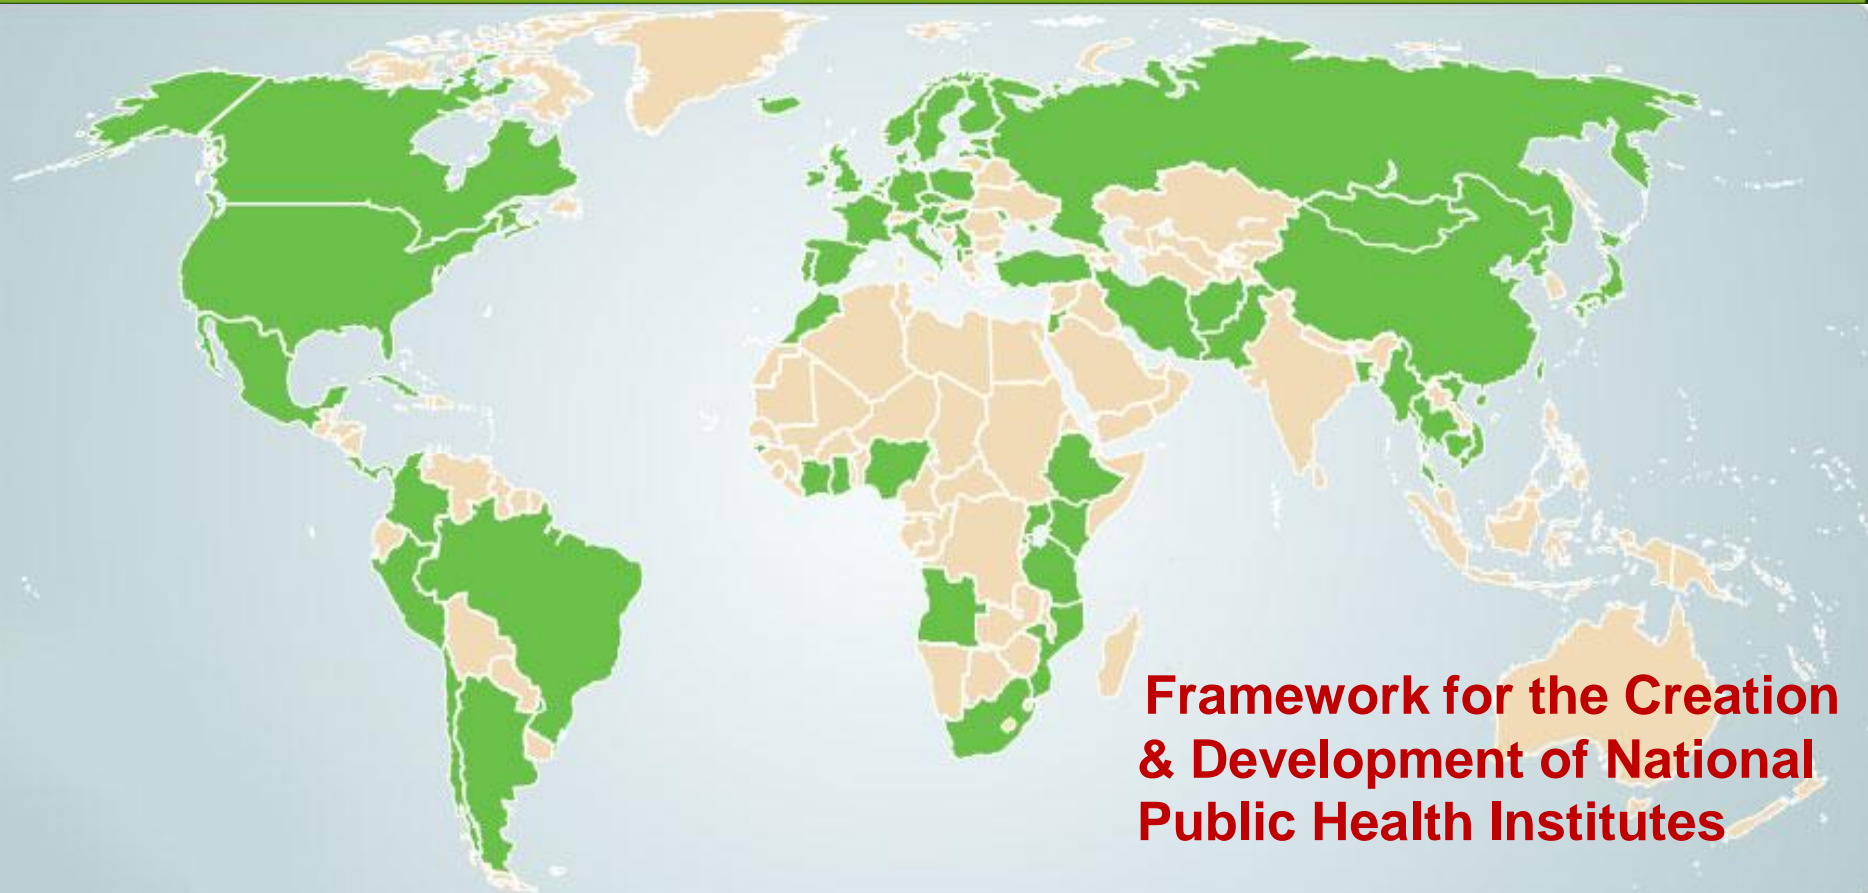 Framework for the Creation
& Development of National
Public Health Institutes